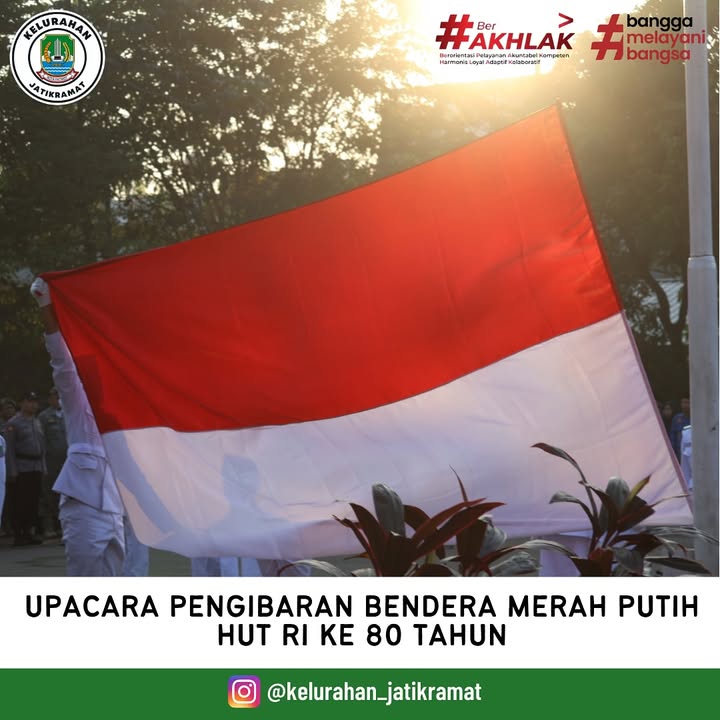 KELURAHAN
JATIKRAMAT
#BerAKHLAK
Berorientasi Pelayanan Akuntabel Kompeten
Harmonis Loyal Adaptif Kolaboratif
#bangga
melayani
bangsa
UPACARA PENGIBARAN BENDERA MERAH PUTIH
HUT RI KE 80 TAHUN
@kelurahan_jatikramat